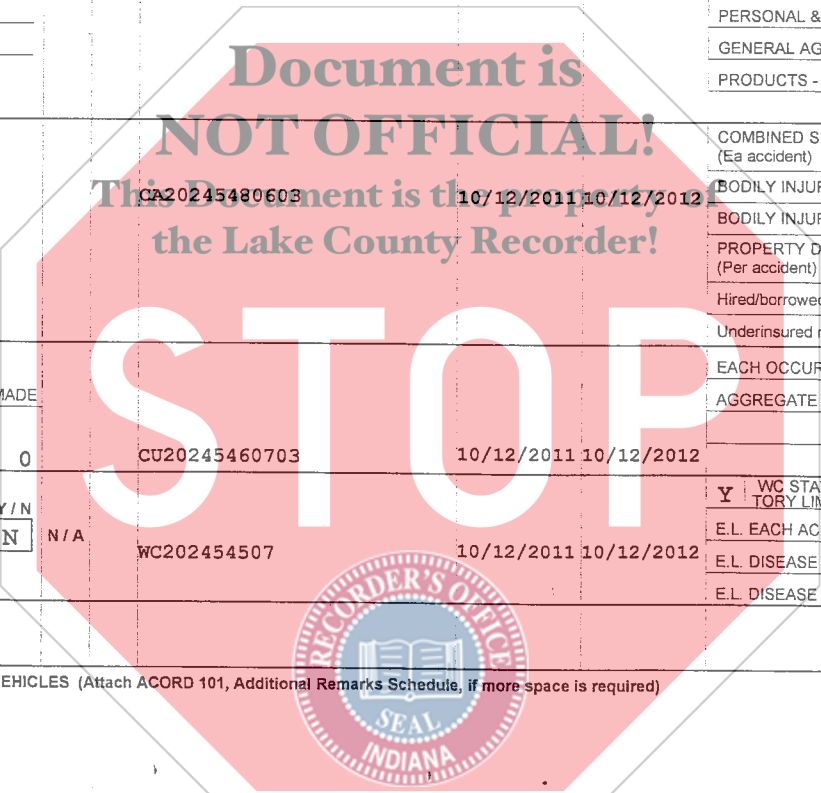 PERSONAL &
GENERAL AG
PRODUCTS -
Document is
NOT OFFICIAL!
This Document is the property of
the Lake County Recorder!
COMBINED S
(Ea accident)
CA20245480603 10/12/2011 10/12/2012 BODILY INJUR
BODILY INJUR
PROPERTY D
(Per accident)
Hired/borrowed
Underinsured
STOP
EACH OCCUR
MADE
AGGREGATE
0 CU20245460703 10/12/2011 10/12/2012
Y / N
Y WC STA
TORY LIM
N N / A
E.L. EACH AC
WC202454507 10/12/2011 10/12/2012
E.L. DISEASE
E.L. DISEASE
EHICLES (Attach ACORD 101, Additional Remarks Schedule, if more space is required)
RECORDER'S OFFICE
SEAL
INDIANA